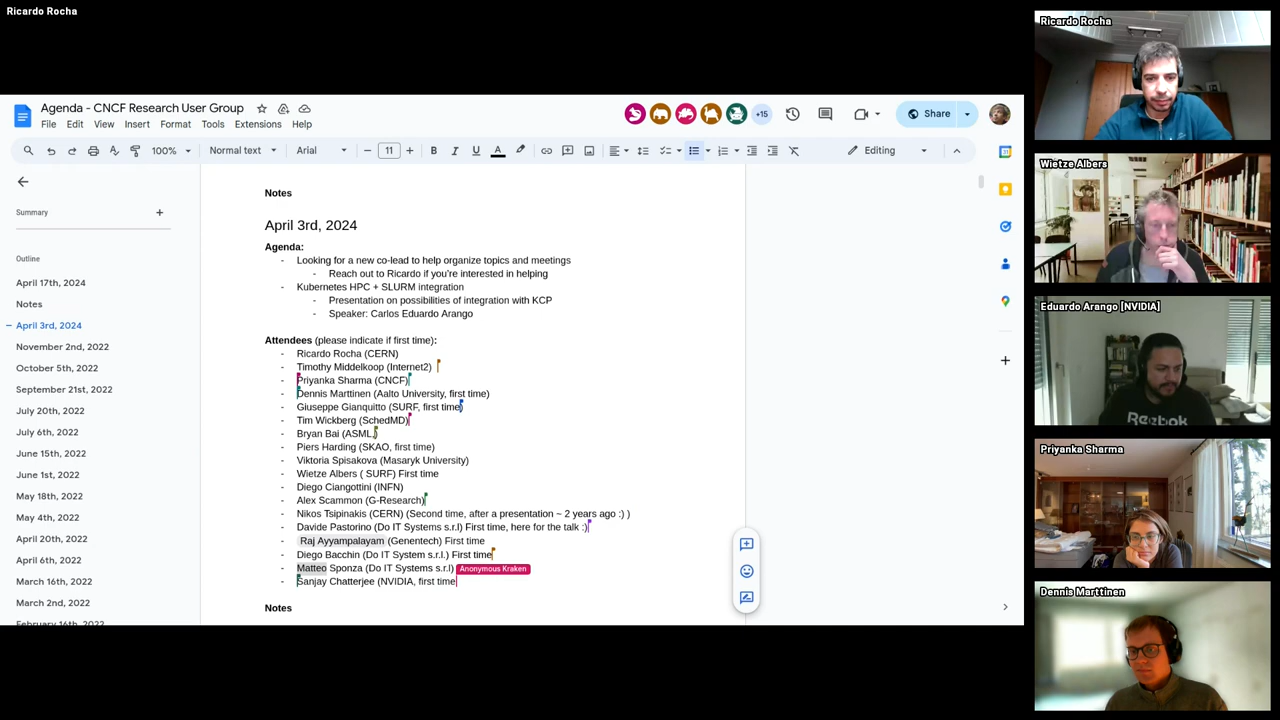 Ricardo Rocha
Agenda - CNCF Research User Group
File Edit View Insert Format Tools Extensions Help
+15
Share
100% Normal text Arial 11 Editing
Summary
Outline
April 17th, 2024
Notes
April 3rd, 2024
November 2nd, 2022
October 5th, 2022
September 21st, 2022
July 20th, 2022
July 6th, 2022
June 15th, 2022
June 1st, 2022
May 18th, 2022
May 4th, 2022
April 20th, 2022
April 6th, 2022
March 16th, 2022
March 2nd, 2022
February 16th, 2022
Notes
April 3rd, 2024
Agenda:
- Looking for a new co-lead to help organize topics and meetings
- Reach out to Ricardo if you're interested in helping
- Kubernetes HPC + SLURM integration
- Presentation on possibilities of integration with KCP
- Speaker: Carlos Eduardo Arango
Attendees (please indicate if first time):
- Ricardo Rocha (CERN)
- Timothy Middelkoop (Internet2)
- Priyanka Sharma (CNCF)
- Dennis Marttinen (Aalto University, first time)
- Giuseppe Gianquitto (SURF, first time)
- Tim Wickberg (SchedMD)
- Bryan Bai (ASML)
- Piers Harding (SKAO, first time)
- Viktoria Spisakova (Masaryk University)
- Wietze Albers ( SURF) First time
- Diego Ciangottini (INFN)
- Alex Scammon (G-Research)
- Nikos Tsipinakis (CERN) (Second time, after a presentation ~ 2 years ago :) )
- Davide Pastorino (Do IT Systems s.r.l) First time, here for the talk :)
- Raj Ayyampalayam (Genentech) First time
- Diego Bacchin (Do IT System s.r.l.) First time
- Matteo Sponza (Do IT Systems s.r.l) Anonymous Kraken
- Sanjay Chatterjee (NVIDIA, first time
Notes
Ricardo Rocha
Wietze Albers
Eduardo Arango [NVIDIA]
Reebok
Priyanka Sharma
Dennis Marttinen